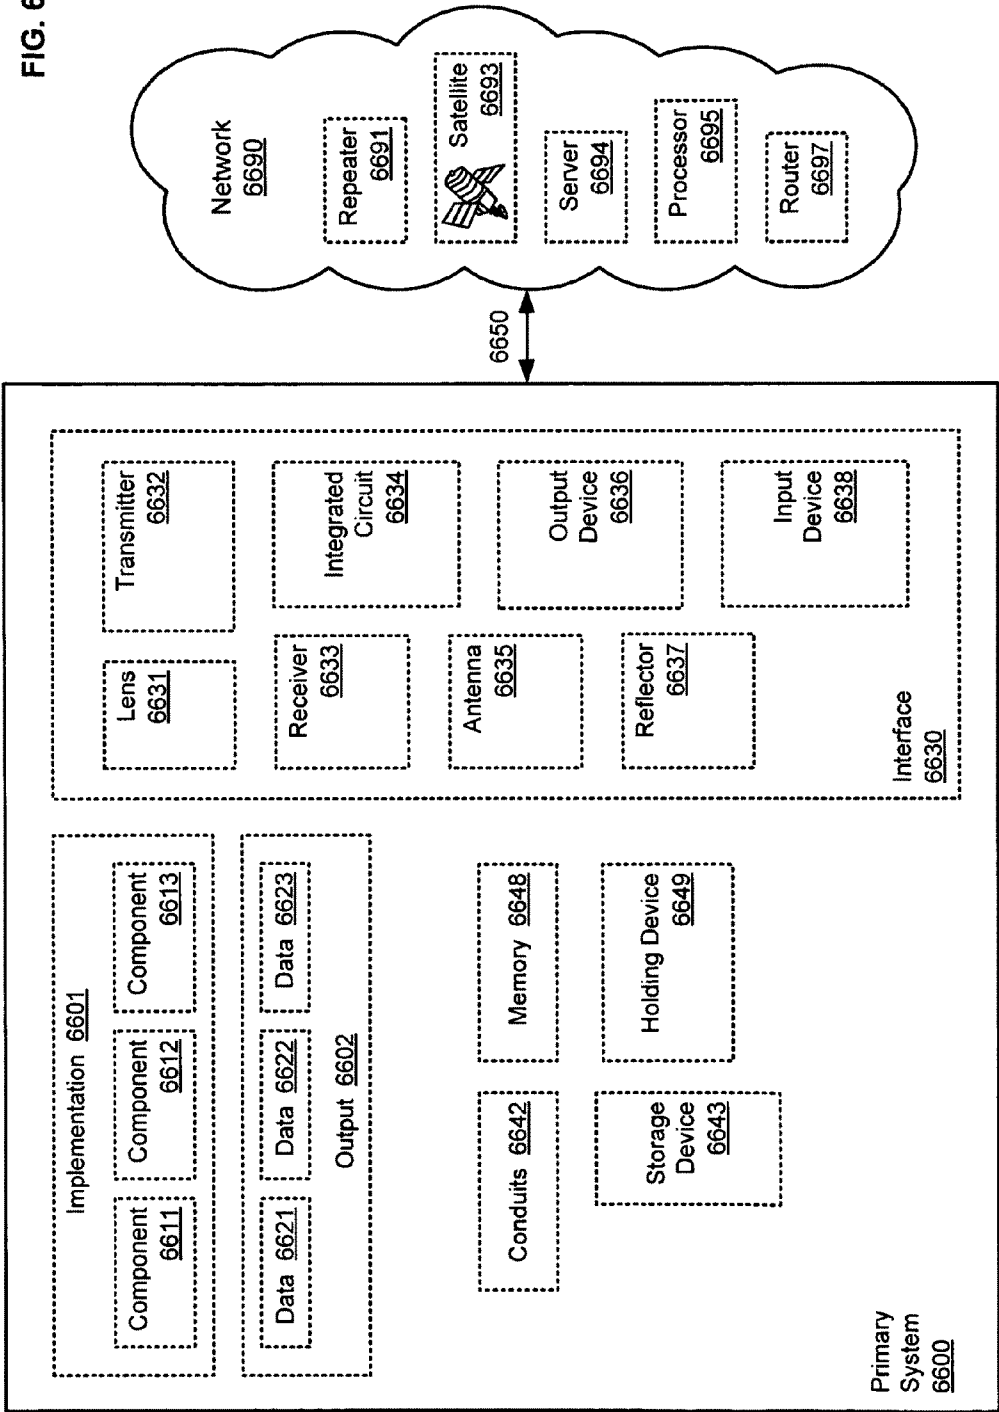 FIG. 6
Implementation 6601
Component
6611
Component
6612
Component
6613
Data 6621
Data 6622
Data 6623
Output 6602
Conduits 6642
Memory 6648
Storage
Device
6643
Holding Device
6649
Primary
System
6600
Lens
6631
Transmitter
6632
Receiver
6633
Integrated
Circuit
6634
Antenna
6635
Output
Device
6636
Reflector
6637
Input
Device
6638
Interface
6630
6650
Network
6690
Repeater
6691
Satellite
6693
Server
6694
Processor
6695
Router
6697